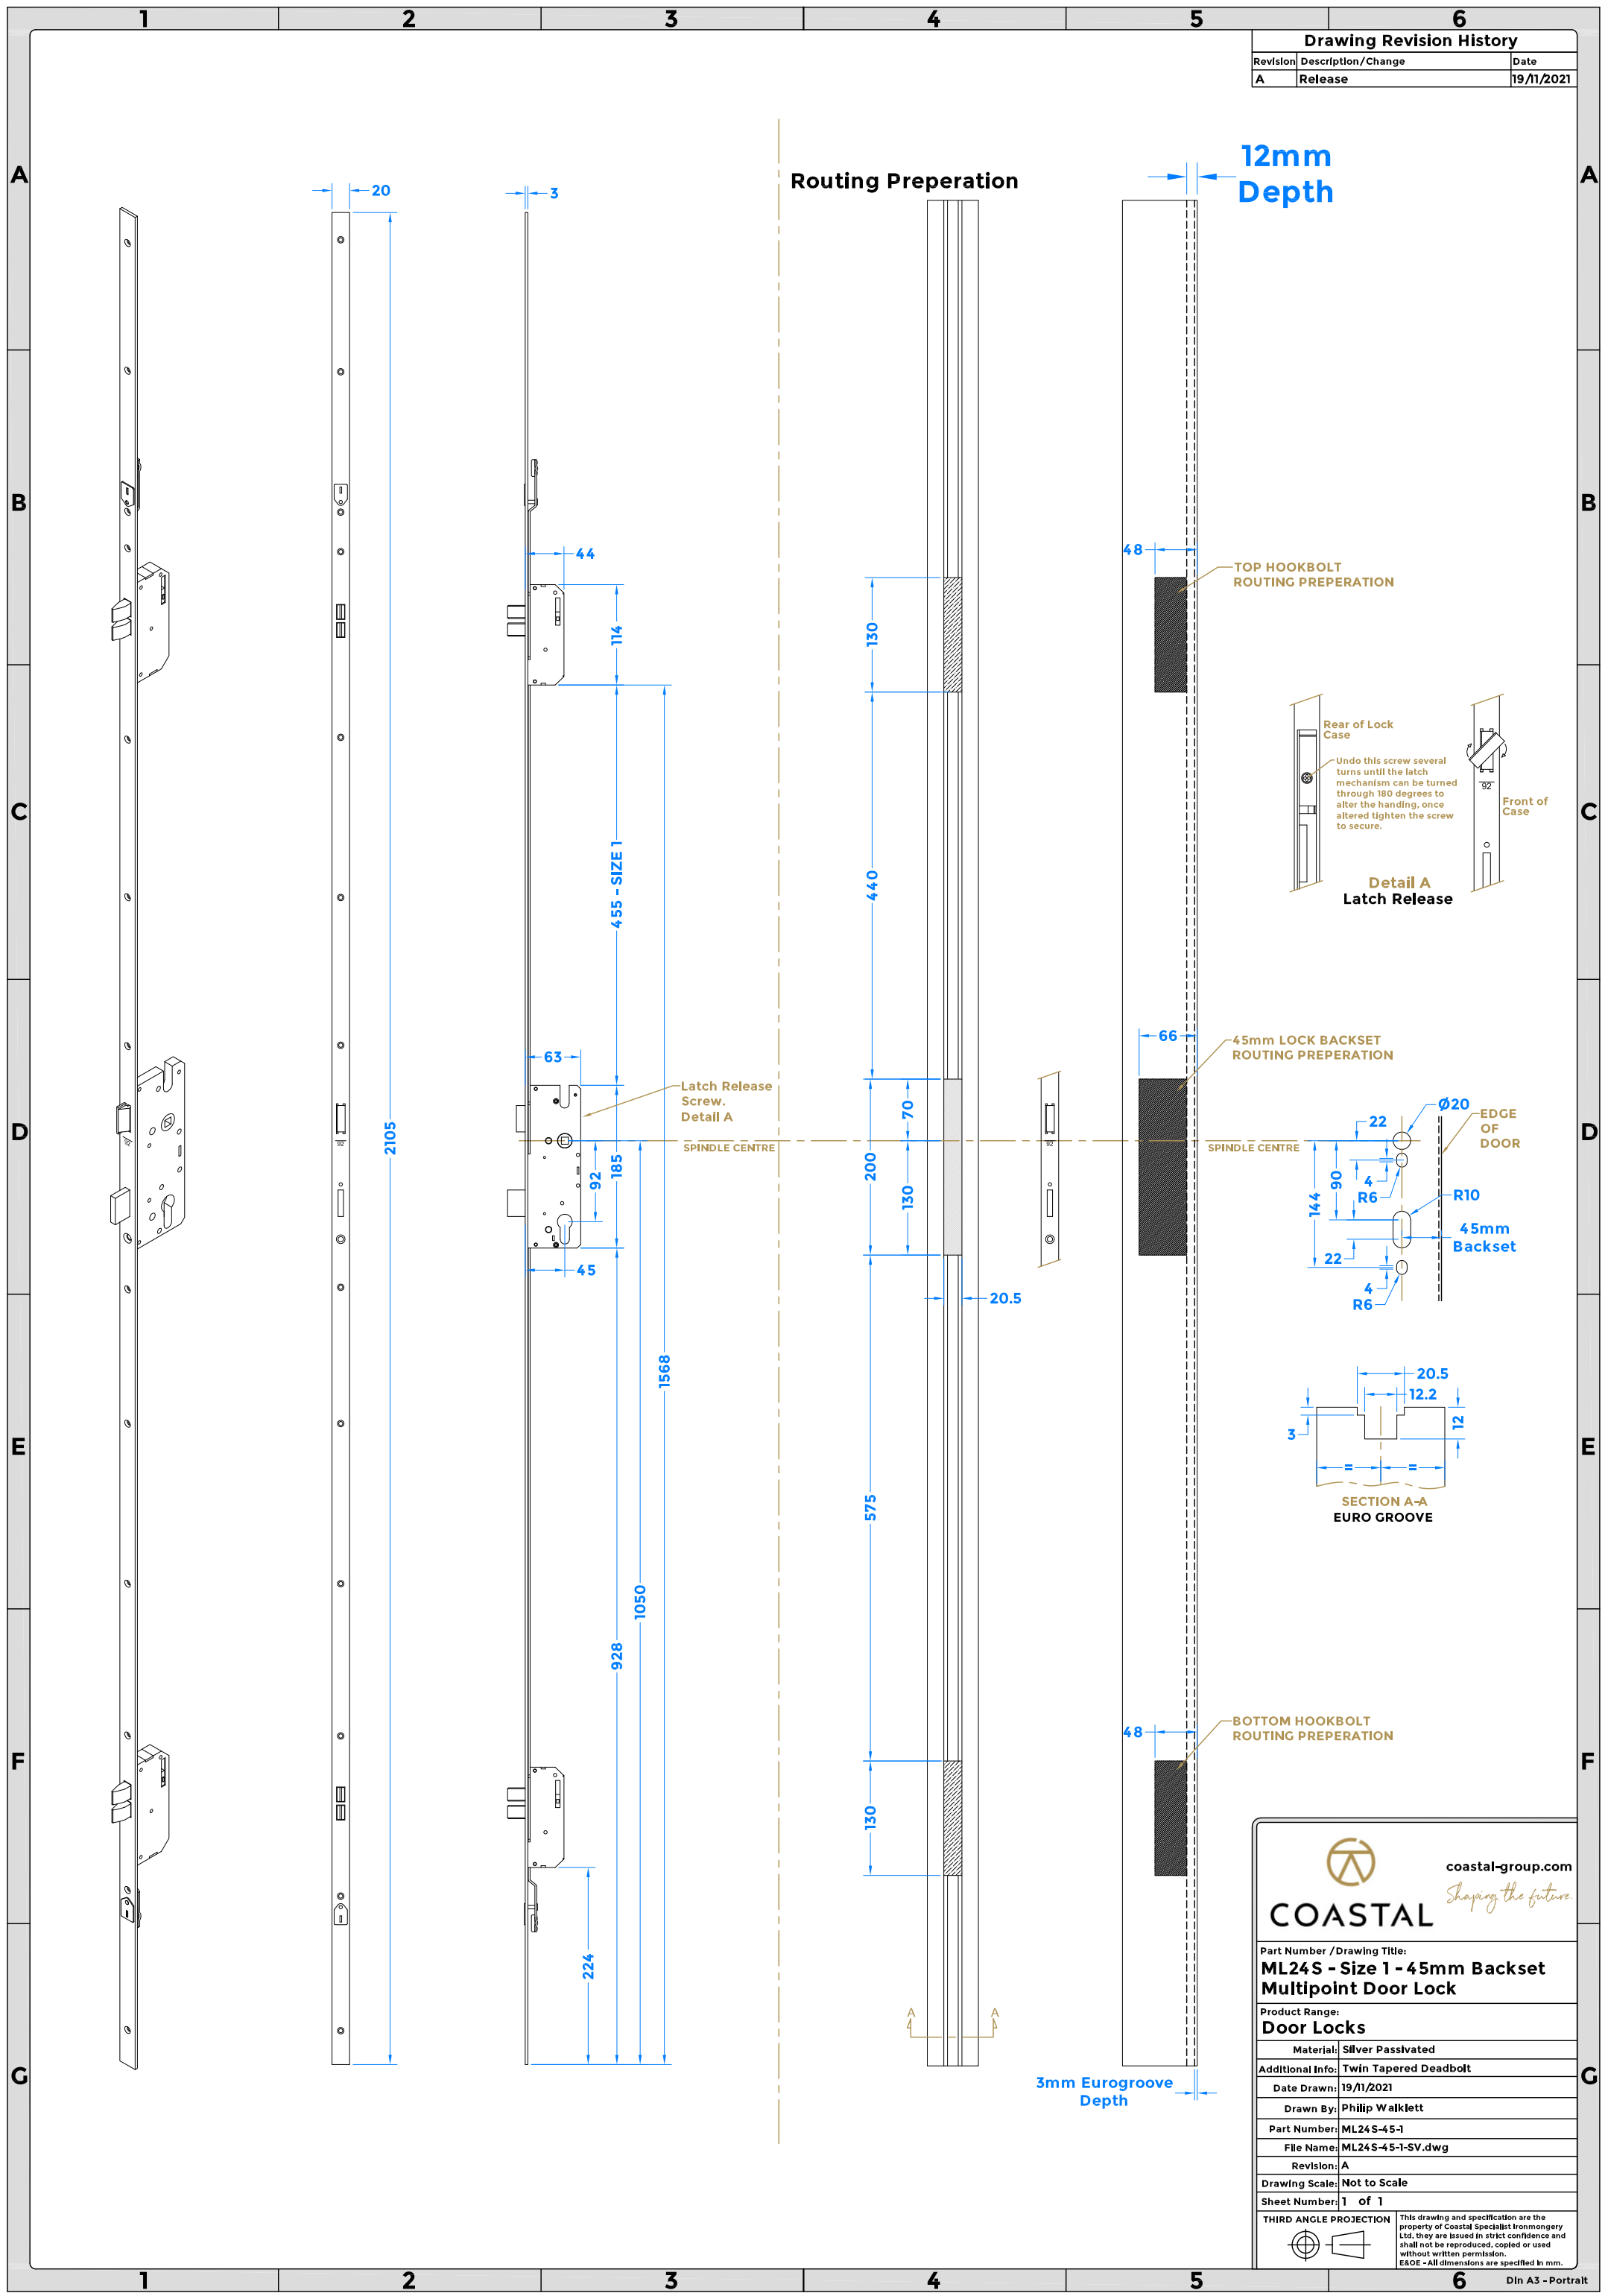 1 2 3 4 5 6
Drawing Revision History
Revision Description/Change Date
A Release 19/11/2021
A A
B B
C C
D D
E E
F F
G G
Routing Preperation
12mm
Depth
20
3
2105
44
114
455 - SIZE 1
63
Latch Release
Screw.
Detail A
SPINDLE CENTRE
92
185
45
1568
1050
928
224
130
440
70
200
130
20.5
575
130
A A
92
48
TOP HOOKBOLT
ROUTING PREPERATION
66
45mm LOCK BACKSET
ROUTING PREPERATION
SPINDLE CENTRE
48
BOTTOM HOOKBOLT
ROUTING PREPERATION
3mm Eurogroove
Depth
Rear of Lock
Case
Undo this screw several
turns until the latch
mechanism can be turned
through 180 degrees to
alter the handing, once
altered tighten the screw
to secure.
92
Front of
Case
Detail A
Latch Release
22
Ø20
EDGE
OF
DOOR
4
R6
90
144
R10
45mm
Backset
22
4
R6
20.5
12.2
12
3
= =
SECTION A-A
EURO GROOVE
COASTAL
coastal-group.com
Shaping the future.
Part Number / Drawing Title:
ML24S - Size 1 - 45mm Backset
Multipoint Door Lock
Product Range:
Door Locks
Material: Silver Passivated
Additional Info: Twin Tapered Deadbolt
Date Drawn: 19/11/2021
Drawn By: Philip Walklett
Part Number: ML24S-45-1
File Name: ML24S-45-1-SV.dwg
Revision: A
Drawing Scale: Not to Scale
Sheet Number: 1 of 1
THIRD ANGLE PROJECTION
This drawing and specification are the
property of Coastal Specialist Ironmongery
Ltd, they are issued in strict confidence and
shall not be reproduced, copied or used
without written permission.
E&OE - All dimensions are specified in mm.
1 2 3 4 5 6
Din A3 - Portrait